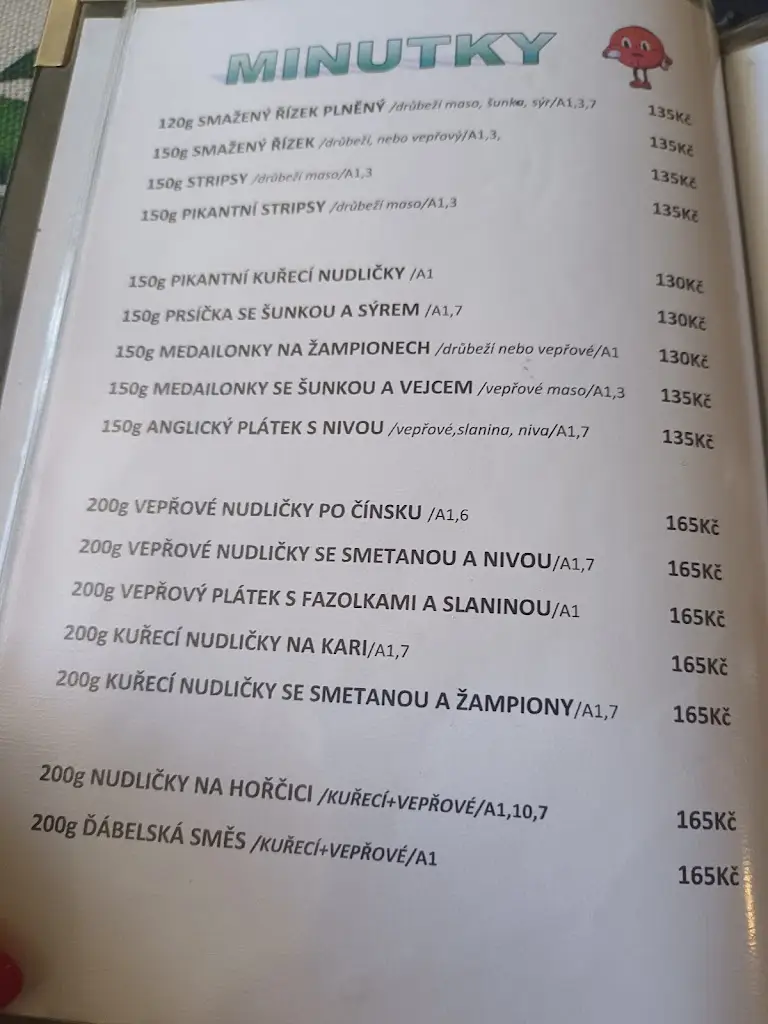 MINUTKY
120g SMAŽENÝ ŘÍZEK PLNĚNÝ /drůbeží maso, šunka, sýr/A1,3,7 135Kč
150g SMAŽENÝ ŘÍZEK /drůbeží, nebo vepřový/A1,3, 135Kč
150g STRIPSY /drůbeží maso/A1,3 135Kč
150g PIKANTNÍ STRIPSY /drůbeží maso/A1,3 135Kč
150g PIKANTNÍ KUŘECÍ NUDLIČKY /A1 130Kč
150g PRSÍČKA SE ŠUNKOU A SÝREM /A1,7 130Kč
150g MEDAILONKY NA ŽAMPIONECH /drůbeží nebo vepřové/A1 130Kč
150g MEDAILONKY SE ŠUNKOU A VEJCEM /vepřové maso/A1,3 135Kč
150g ANGLICKÝ PLÁTEK S NIVOU /vepřové,slanina, niva/A1,7 135Kč
200g VEPŘOVÉ NUDLIČKY PO ČÍNSKU /A1,6 165Kč
200g VEPŘOVÉ NUDLIČKY SE SMETANOU A NIVOU/A1,7 165Kč
200g VEPŘOVÝ PLÁTEK S FAZOLKAMI A SLANINOU/A1 165Kč
200g KUŘECÍ NUDLIČKY NA KARI/A1,7 165Kč
200g KUŘECÍ NUDLIČKY SE SMETANOU A ŽAMPIONY/A1,7 165Kč
200g NUDLIČKY NA HOŘČICI /KUŘECÍ+VEPŘOVÉ/A1,10,7 165Kč
200g ĎÁBELSKÁ SMĚS /KUŘECÍ+VEPŘOVÉ/A1 165Kč